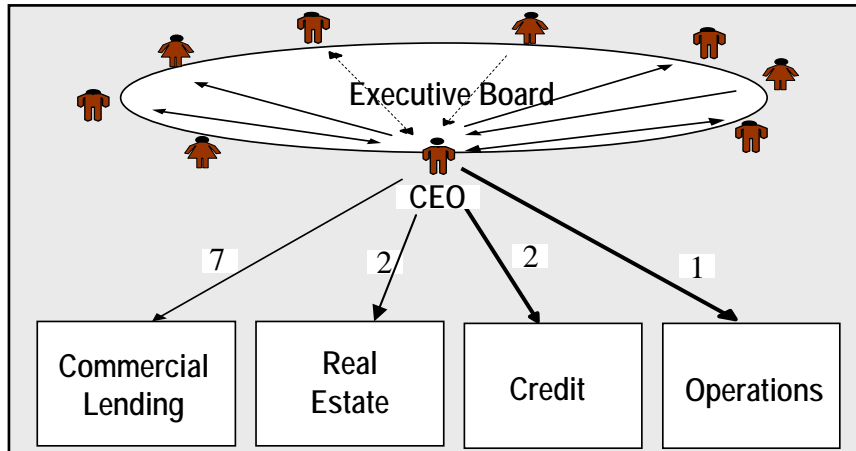 Executive Board
CEO
7
2
2
1
Commercial
Lending
Real
Estate
Credit
Operations